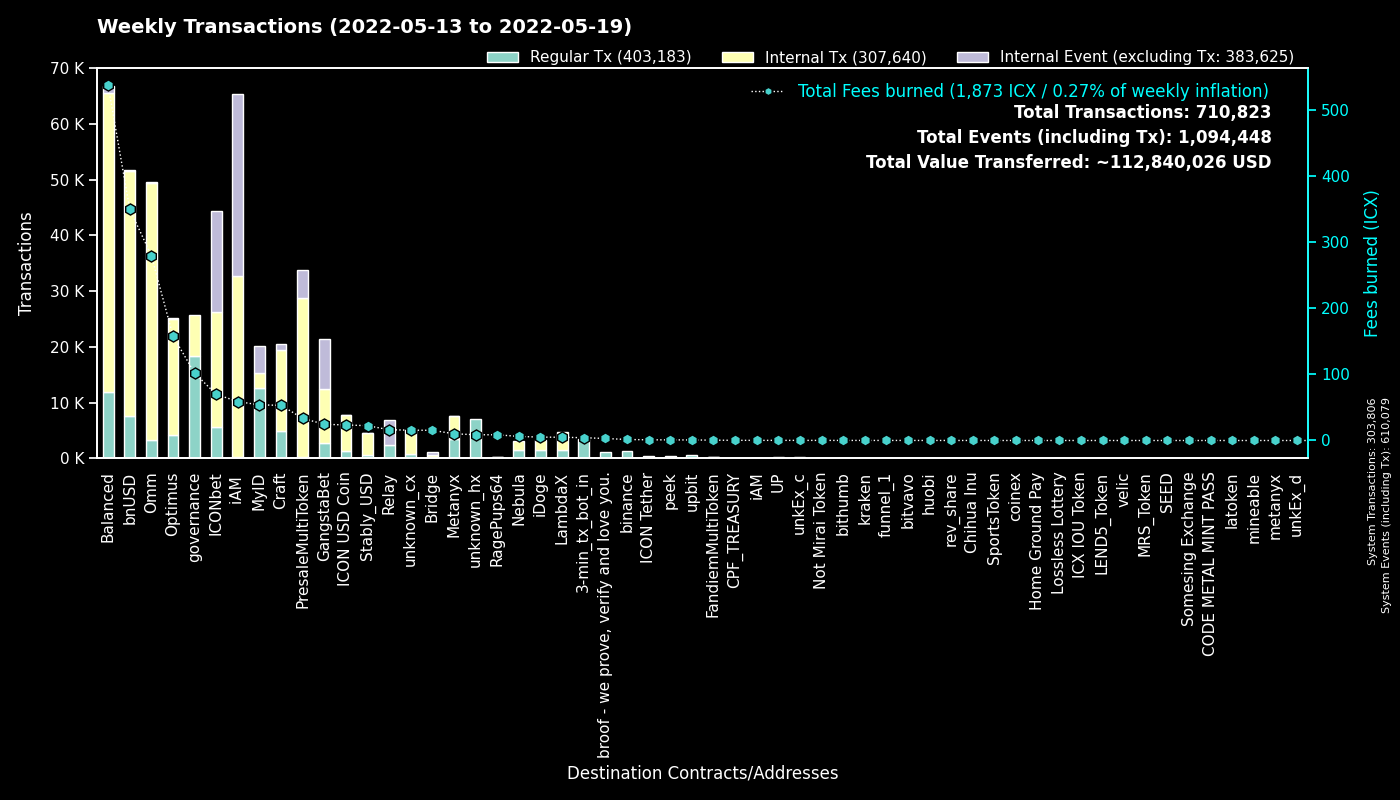 Weekly Transactions (2022-05-13 to 2022-05-19)
Regular Tx (403,183)
Internal Tx (307,640)
Internal Event (excluding Tx: 383,625)
Total Fees burned (1,873 ICX / 0.27% of weekly inflation)
Total Transactions: 710,823
Total Events (including Tx): 1,094,448
Total Value Transferred: ~112,840,026 USD
Transactions
70 K
60 K
50 K
40 K
30 K
20 K
10 K
0 K
500
400
300
200
100
0
Fees burned (ICX)
System Transactions: 303,806
System Events (including Tx): 610,079
Balanced
bnUSD
Omm
Optimus
governance
ICONbet
iAM
MyID
Craft
PresaleMultiToken
GangstaBet
ICON USD Coin
Stably_USD
Relay
unknown_cx
Bridge
Metanyx
unknown_hx
RagePups64
Nebula
iDoge
LambdaX
3-min_tx_bot_in
broof - we prove, verify and love you.
binance
ICON Tether
peek
upbit
FandiemMultiToken
CPF_TREASURY
iAM
UP
unkEx_c
Not Mirai Token
bithumb
kraken
funnel_1
bitvavo
huobi
rev_share
Chihua Inu
SportsToken
coinex
Home Ground Pay
Lossless Lottery
ICX IOU Token
LEND5_Token
velic
MRS_Token
SEED
Somesing Exchange
CODE METAL MINT PASS
latoken
mineable
metanyx
unkEx_d
Destination Contracts/Addresses